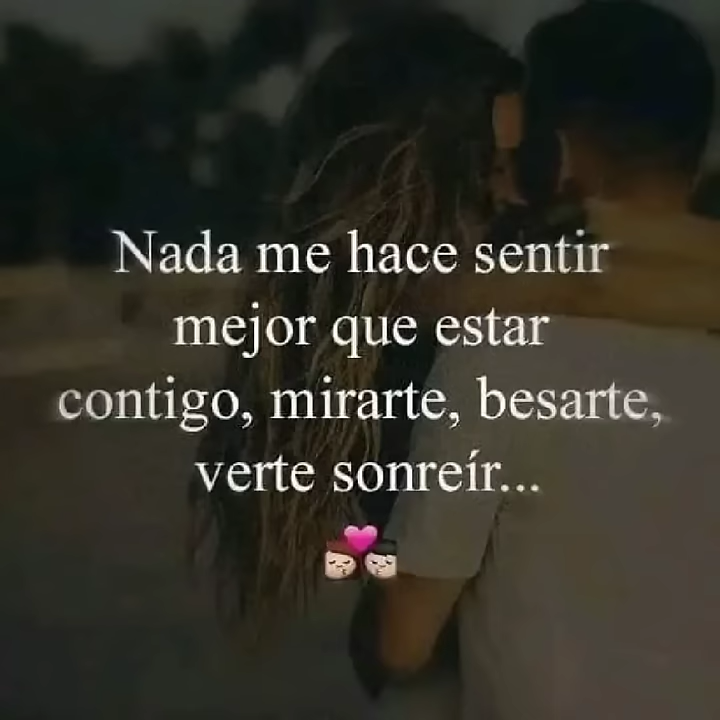 Nada me hace sentir
mejor que estar
contigo, mirarte, besarte,
verte sonreír...